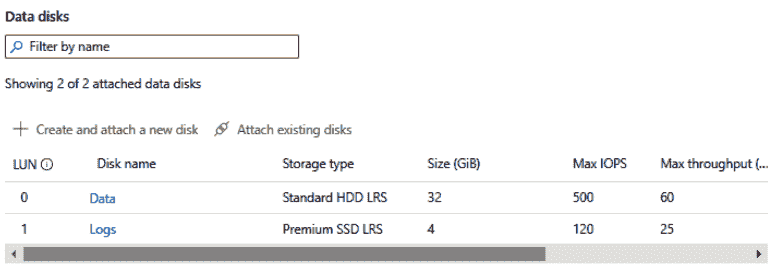 Data disks
Filter by name
Showing 2 of 2 attached data disks
Create and attach a new disk Attach existing disks
LUN Disk name Storage type Size (GiB) Max IOPS Max throughput (...
0 Data Standard HDD LRS 32 500 60
1 Logs Premium SSD LRS 4 120 25